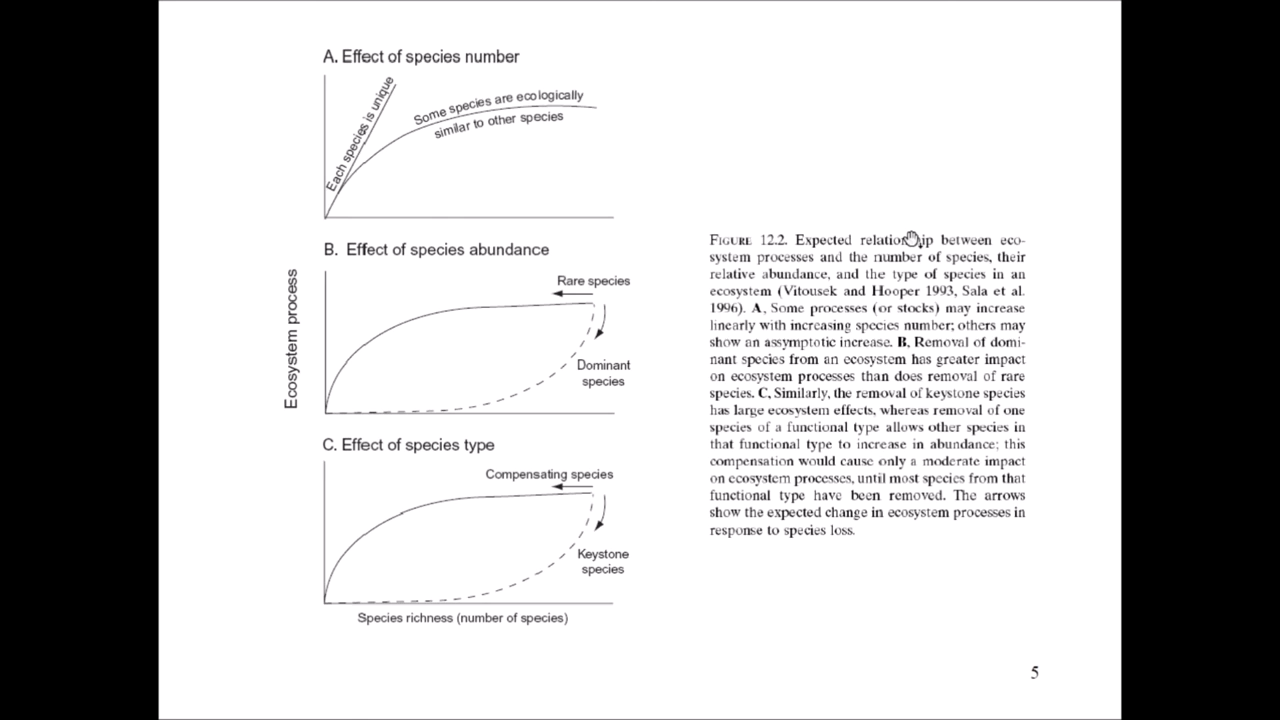 A. Effect of species number
Each species is unique
Some species are ecologically
similar to other species
B. Effect of species abundance
Rare species
Dominant
species
Ecosystem process
C. Effect of species type
Compensating species
Keystone
species
Species richness (number of species)
FIGURE 12.2. Expected between eco-
system processes and the number of species, their
relative abundance, and the type of species in an
ecosystem (Vitousek and Hooper 1993, Sala et al.
1996). A, Some processes (or stocks) may increase
linearly with increasing species number; others may
show an assymptotic increase. B, Removal of domi-
nant species from an ecosystem has greater impact
on ecosystem processes than does removal of rare
species. C, Similarly, the removal of keystone species
has large ecosystem effects, whereas removal of one
species of a functional type allows other species in
that functional type to increase in abundance; this
compensation would cause only a moderate impact
on ecosystem processes, until most species from that
functional type have been removed. The arrows
show the expected change in ecosystem processes in
response to species loss.
5